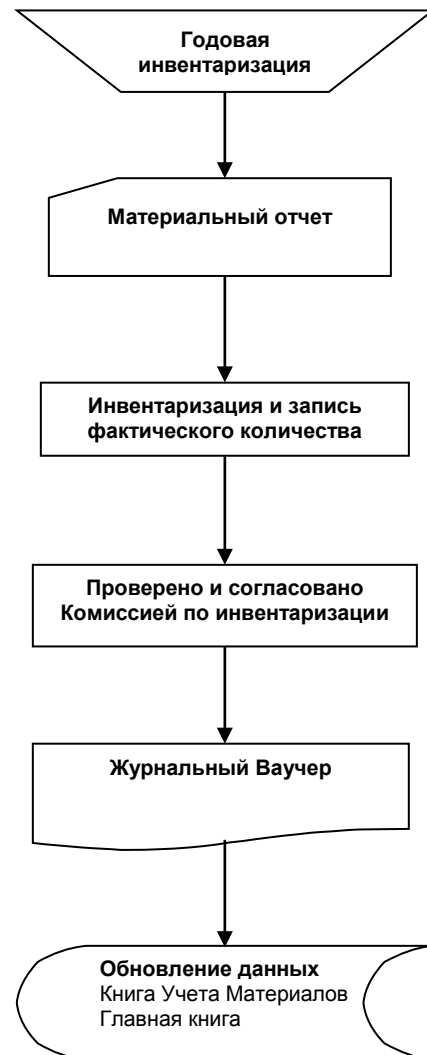 Годовая
инвентаризация
Материальный отчет
Инвентаризация и запись
фактического количества
Проверено и согласовано
Комиссией по инвентаризации
Журнальный Ваучер
Обновление данных
Книга Учета Материалов
Главная книга